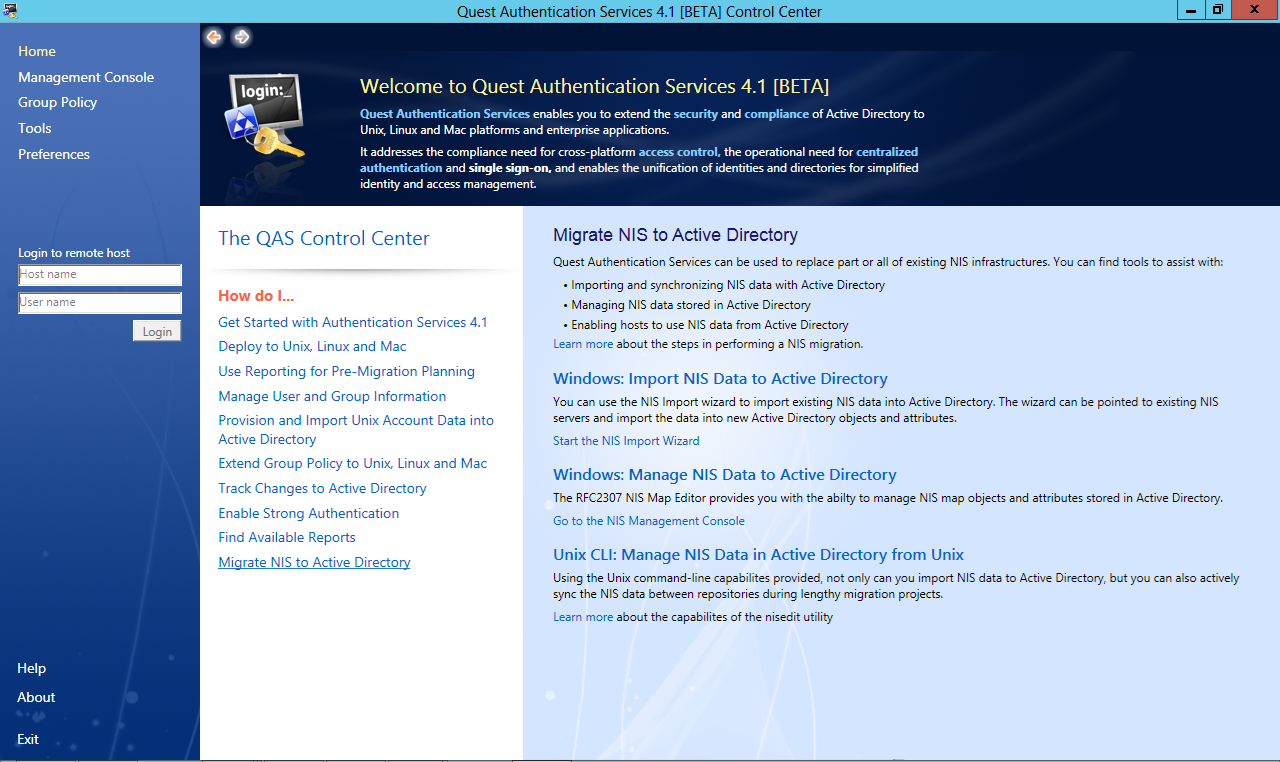 Quest Authentication Services 4.1 [BETA] Control Center
Home
Management Console
Group Policy
Tools
Preferences
Login to remote host
Host name
User name
Login
Help
About
Exit
login:_
Welcome to Quest Authentication Services 4.1 [BETA]
Quest Authentication Services enables you to extend the security and compliance of Active Directory to
Unix, Linux and Mac platforms and enterprise applications.
It addresses the compliance need for cross-platform access control, the operational need for centralized
authentication and single sign-on, and enables the unification of identities and directories for simplified
identity and access management.
The QAS Control Center
How do I...
Get Started with Authentication Services 4.1
Deploy to Unix, Linux and Mac
Use Reporting for Pre-Migration Planning
Manage User and Group Information
Provision and Import Unix Account Data into
Active Directory
Extend Group Policy to Unix, Linux and Mac
Track Changes to Active Directory
Enable Strong Authentication
Find Available Reports
Migrate NIS to Active Directory
Migrate NIS to Active Directory
Quest Authentication Services can be used to replace part or all of existing NIS infrastructures. You can find tools to assist with:
• Importing and synchronizing NIS data with Active Directory
• Managing NIS data stored in Active Directory
• Enabling hosts to use NIS data from Active Directory
Learn more about the steps in performing a NIS migration.
Windows: Import NIS Data to Active Directory
You can use the NIS Import wizard to import existing NIS data into Active Directory. The wizard can be pointed to existing NIS
servers and import the data into new Active Directory objects and attributes.
Start the NIS Import Wizard
Windows: Manage NIS Data to Active Directory
The RFC2307 NIS Map Editor provides you with the abilty to manage NIS map objects and attributes stored in Active Directory.
Go to the NIS Management Console
Unix CLI: Manage NIS Data in Active Directory from Unix
Using the Unix command-line capabilites provided, not only can you import NIS data to Active Directory, but you can also actively
sync the NIS data between repositories during lengthy migration projects.
Learn more about the capabilites of the nisedit utility